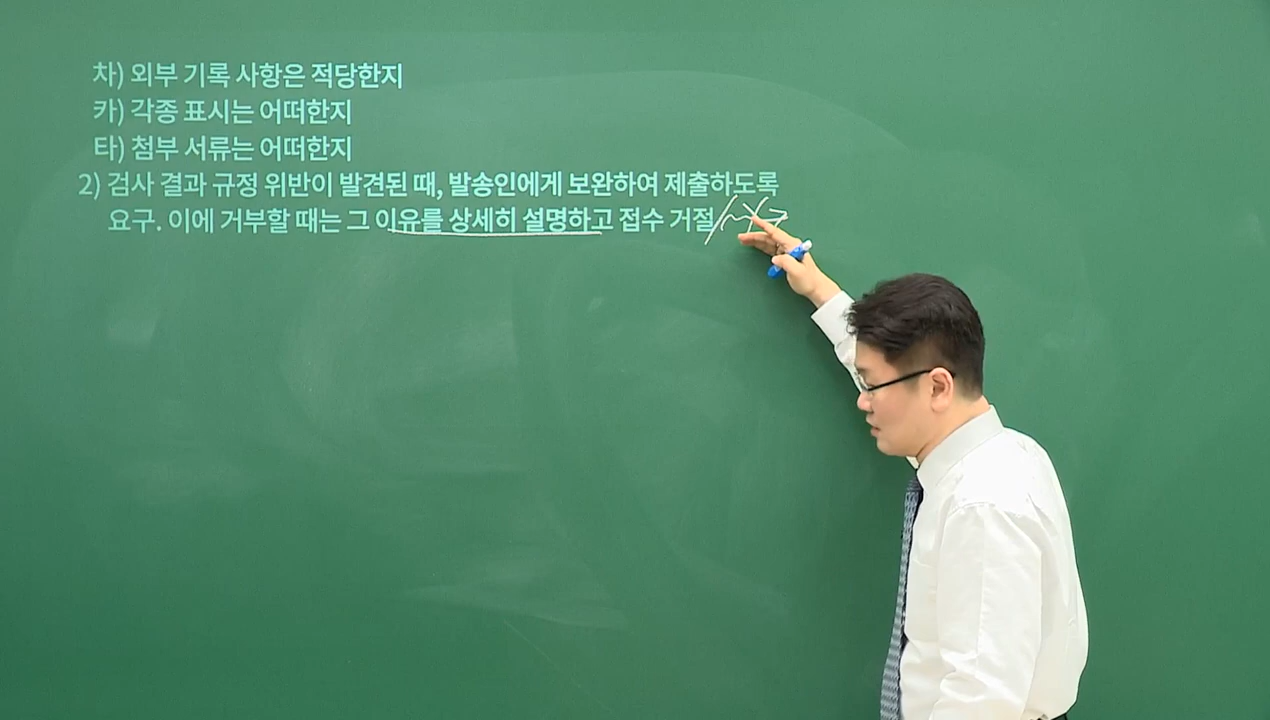 차) 외부 기록 사항은 적당한지
카) 각종 표시는 어떠한지
타) 첨부 서류는 어떠한지
2) 검사 결과 규정 위반이 발견된 때, 발송인에게 보완하여 제출하도록
요구. 이에 거부할 때는 그 이유를 상세히 설명하고 접수 거절